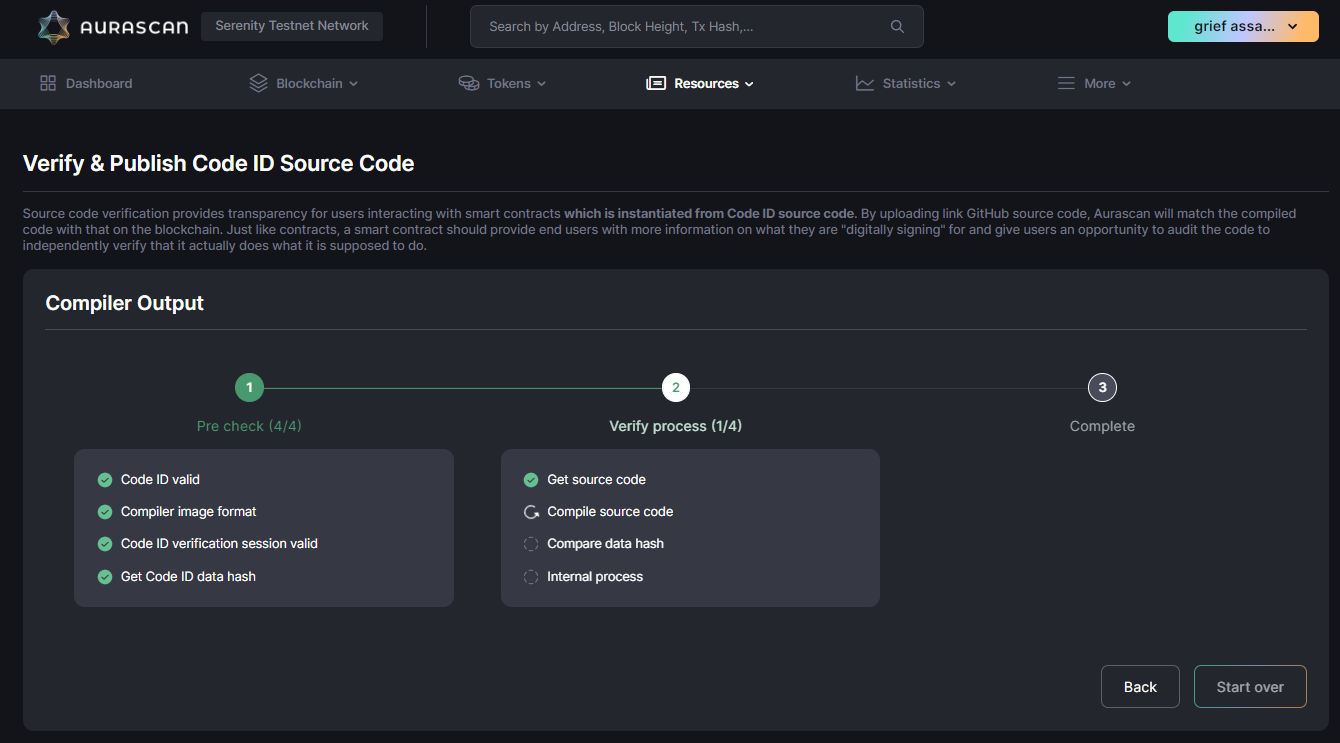 AURASCAN
Serenity Testnet Network
Search by Address, Block Height, Tx Hash,...
grief assa...
Dashboard
Blockchain
Tokens
Resources
Statistics
More
Verify & Publish Code ID Source Code
Source code verification provides transparency for users interacting with smart contracts which is instantiated from Code ID source code. By uploading link GitHub source code, Aurascan will match the compiled
code with that on the blockchain. Just like contracts, a smart contract should provide end users with more information on what they are "digitally signing" for and give users an opportunity to audit the code to
independently verify that it actually does what it is supposed to do.
Compiler Output
1
2
3
Pre check (4/4)
Verify process (1/4)
Complete
Code ID valid
Compiler image format
Code ID verification session valid
Get Code ID data hash
Get source code
Compile source code
Compare data hash
Internal process
Back
Start over